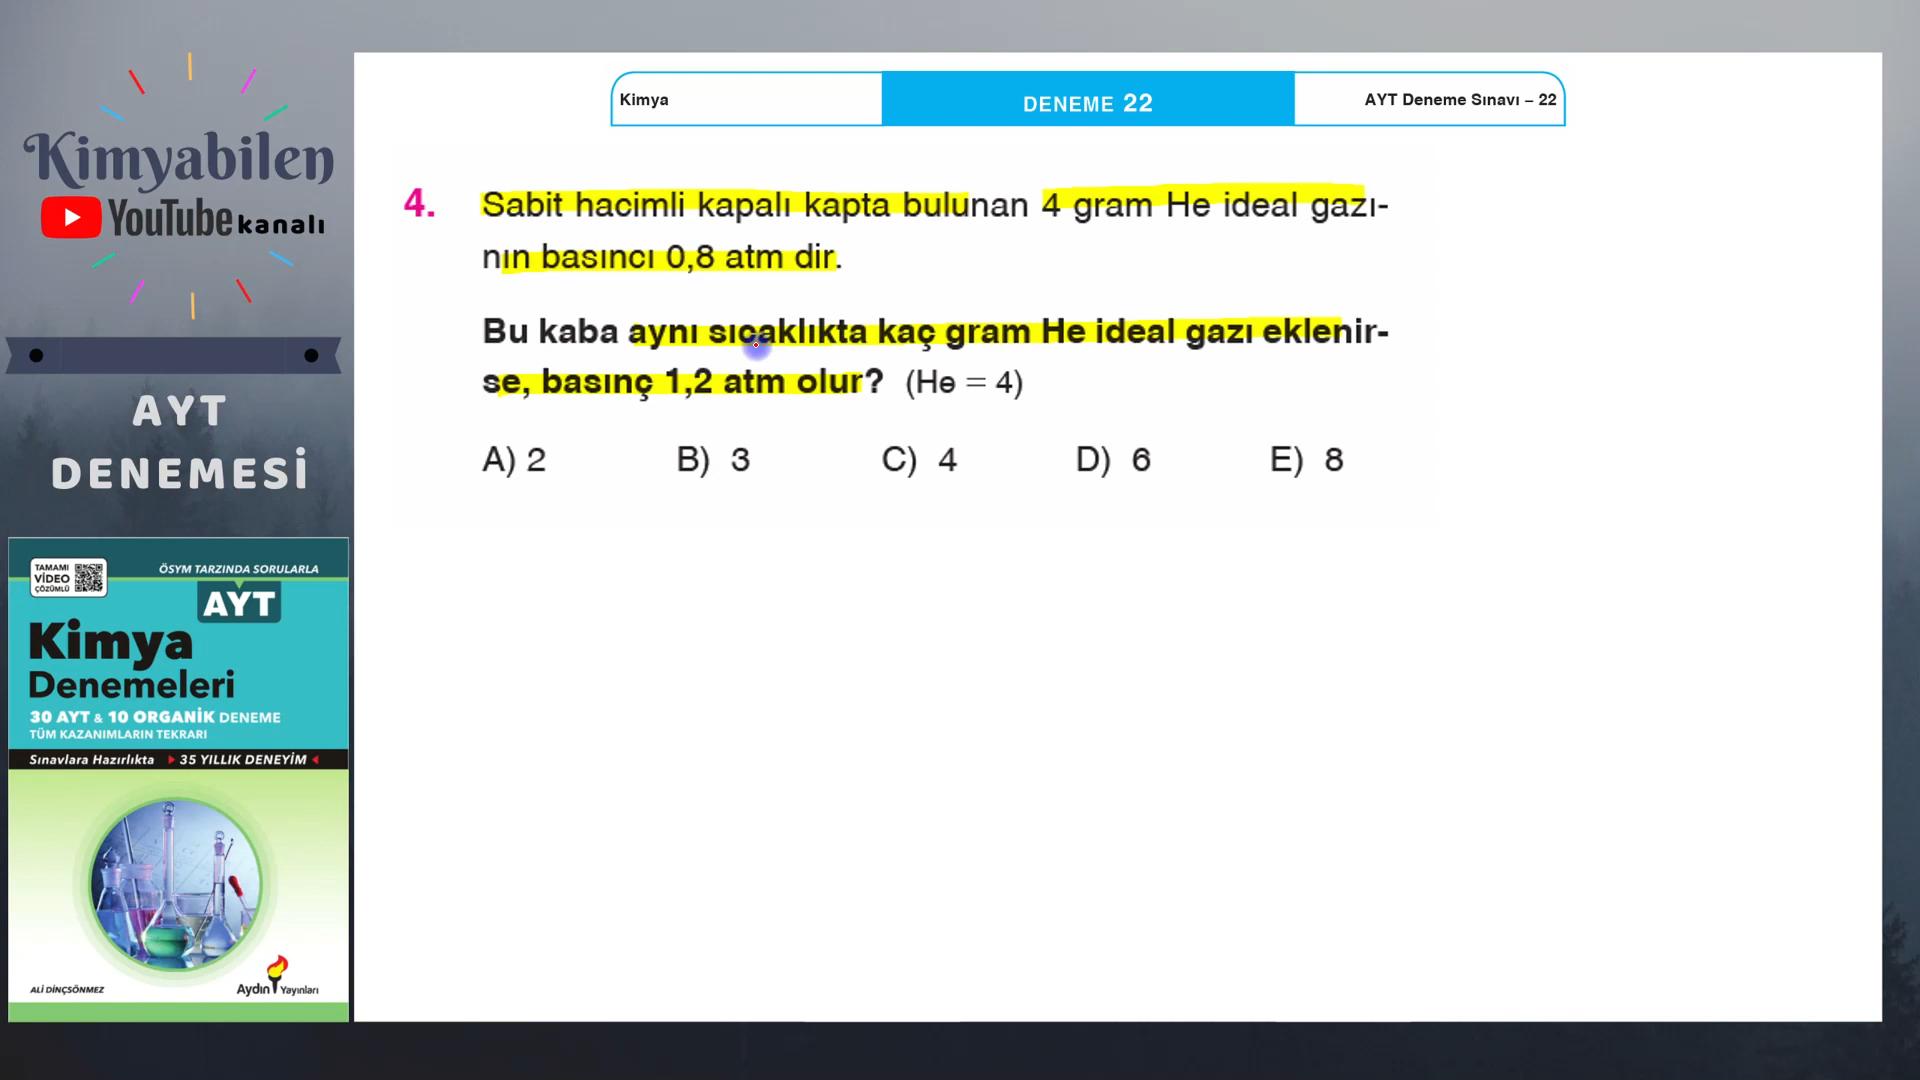 Kimyabilen
YouTube kanalı
AYT
DENEMESİ
TAMAMI
VİDEO
ÇÖZÜMLÜ
ÖSYM TARZINDA SORULARLA
AYT
Kimya
Denemeleri
30 AYT & 10 ORGANİK DENEME
TÜM KAZANIMLARIN TEKRARI
Sınavlara Hazırlıkta 35 YILLIK DENEYİM
ALİ DİNÇSÖNMEZ
Aydın Yayınları
Kimya DENEME 22 AYT Deneme Sınavı – 22
4. Sabit hacimli kapalı kapta bulunan 4 gram He ideal gazı-
nın basıncı 0,8 atm dir.
Bu kaba aynı sıcaklıkta kaç gram He ideal gazı eklenir-
se, basınç 1,2 atm olur? (He = 4)
A) 2 B) 3 C) 4 D) 6 E) 8